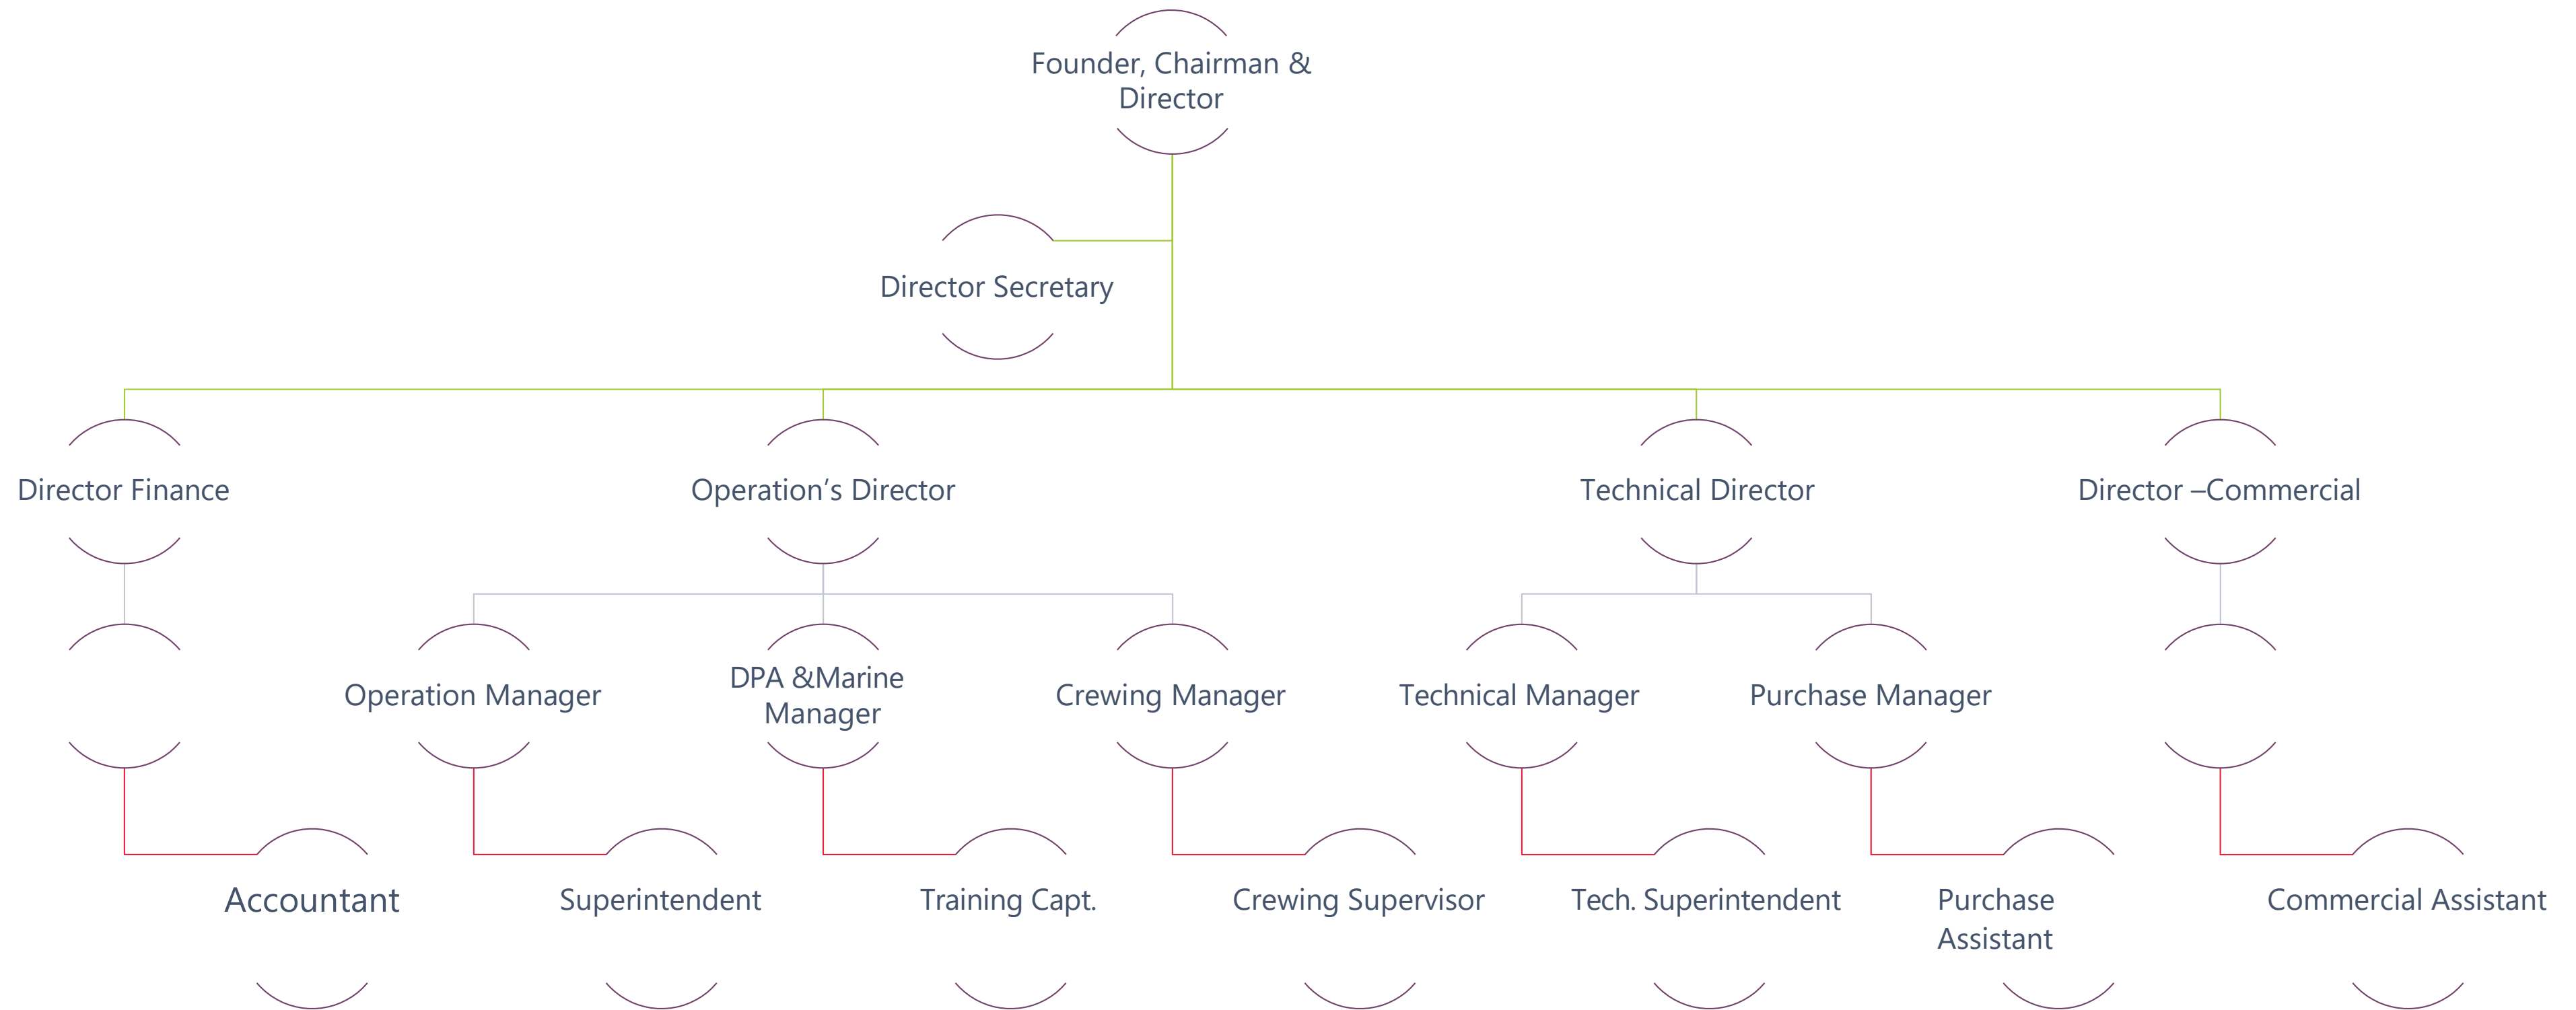 Founder, Chairman &
Director
Director Secretary
Director Finance
Operation’s Director
Technical Director
Director –Commercial
Operation Manager
DPA &Marine
Manager
Crewing Manager
Technical Manager
Purchase Manager
Accountant
Superintendent
Training Capt.
Crewing Supervisor
Tech. Superintendent
Purchase
Assistant
Commercial Assistant